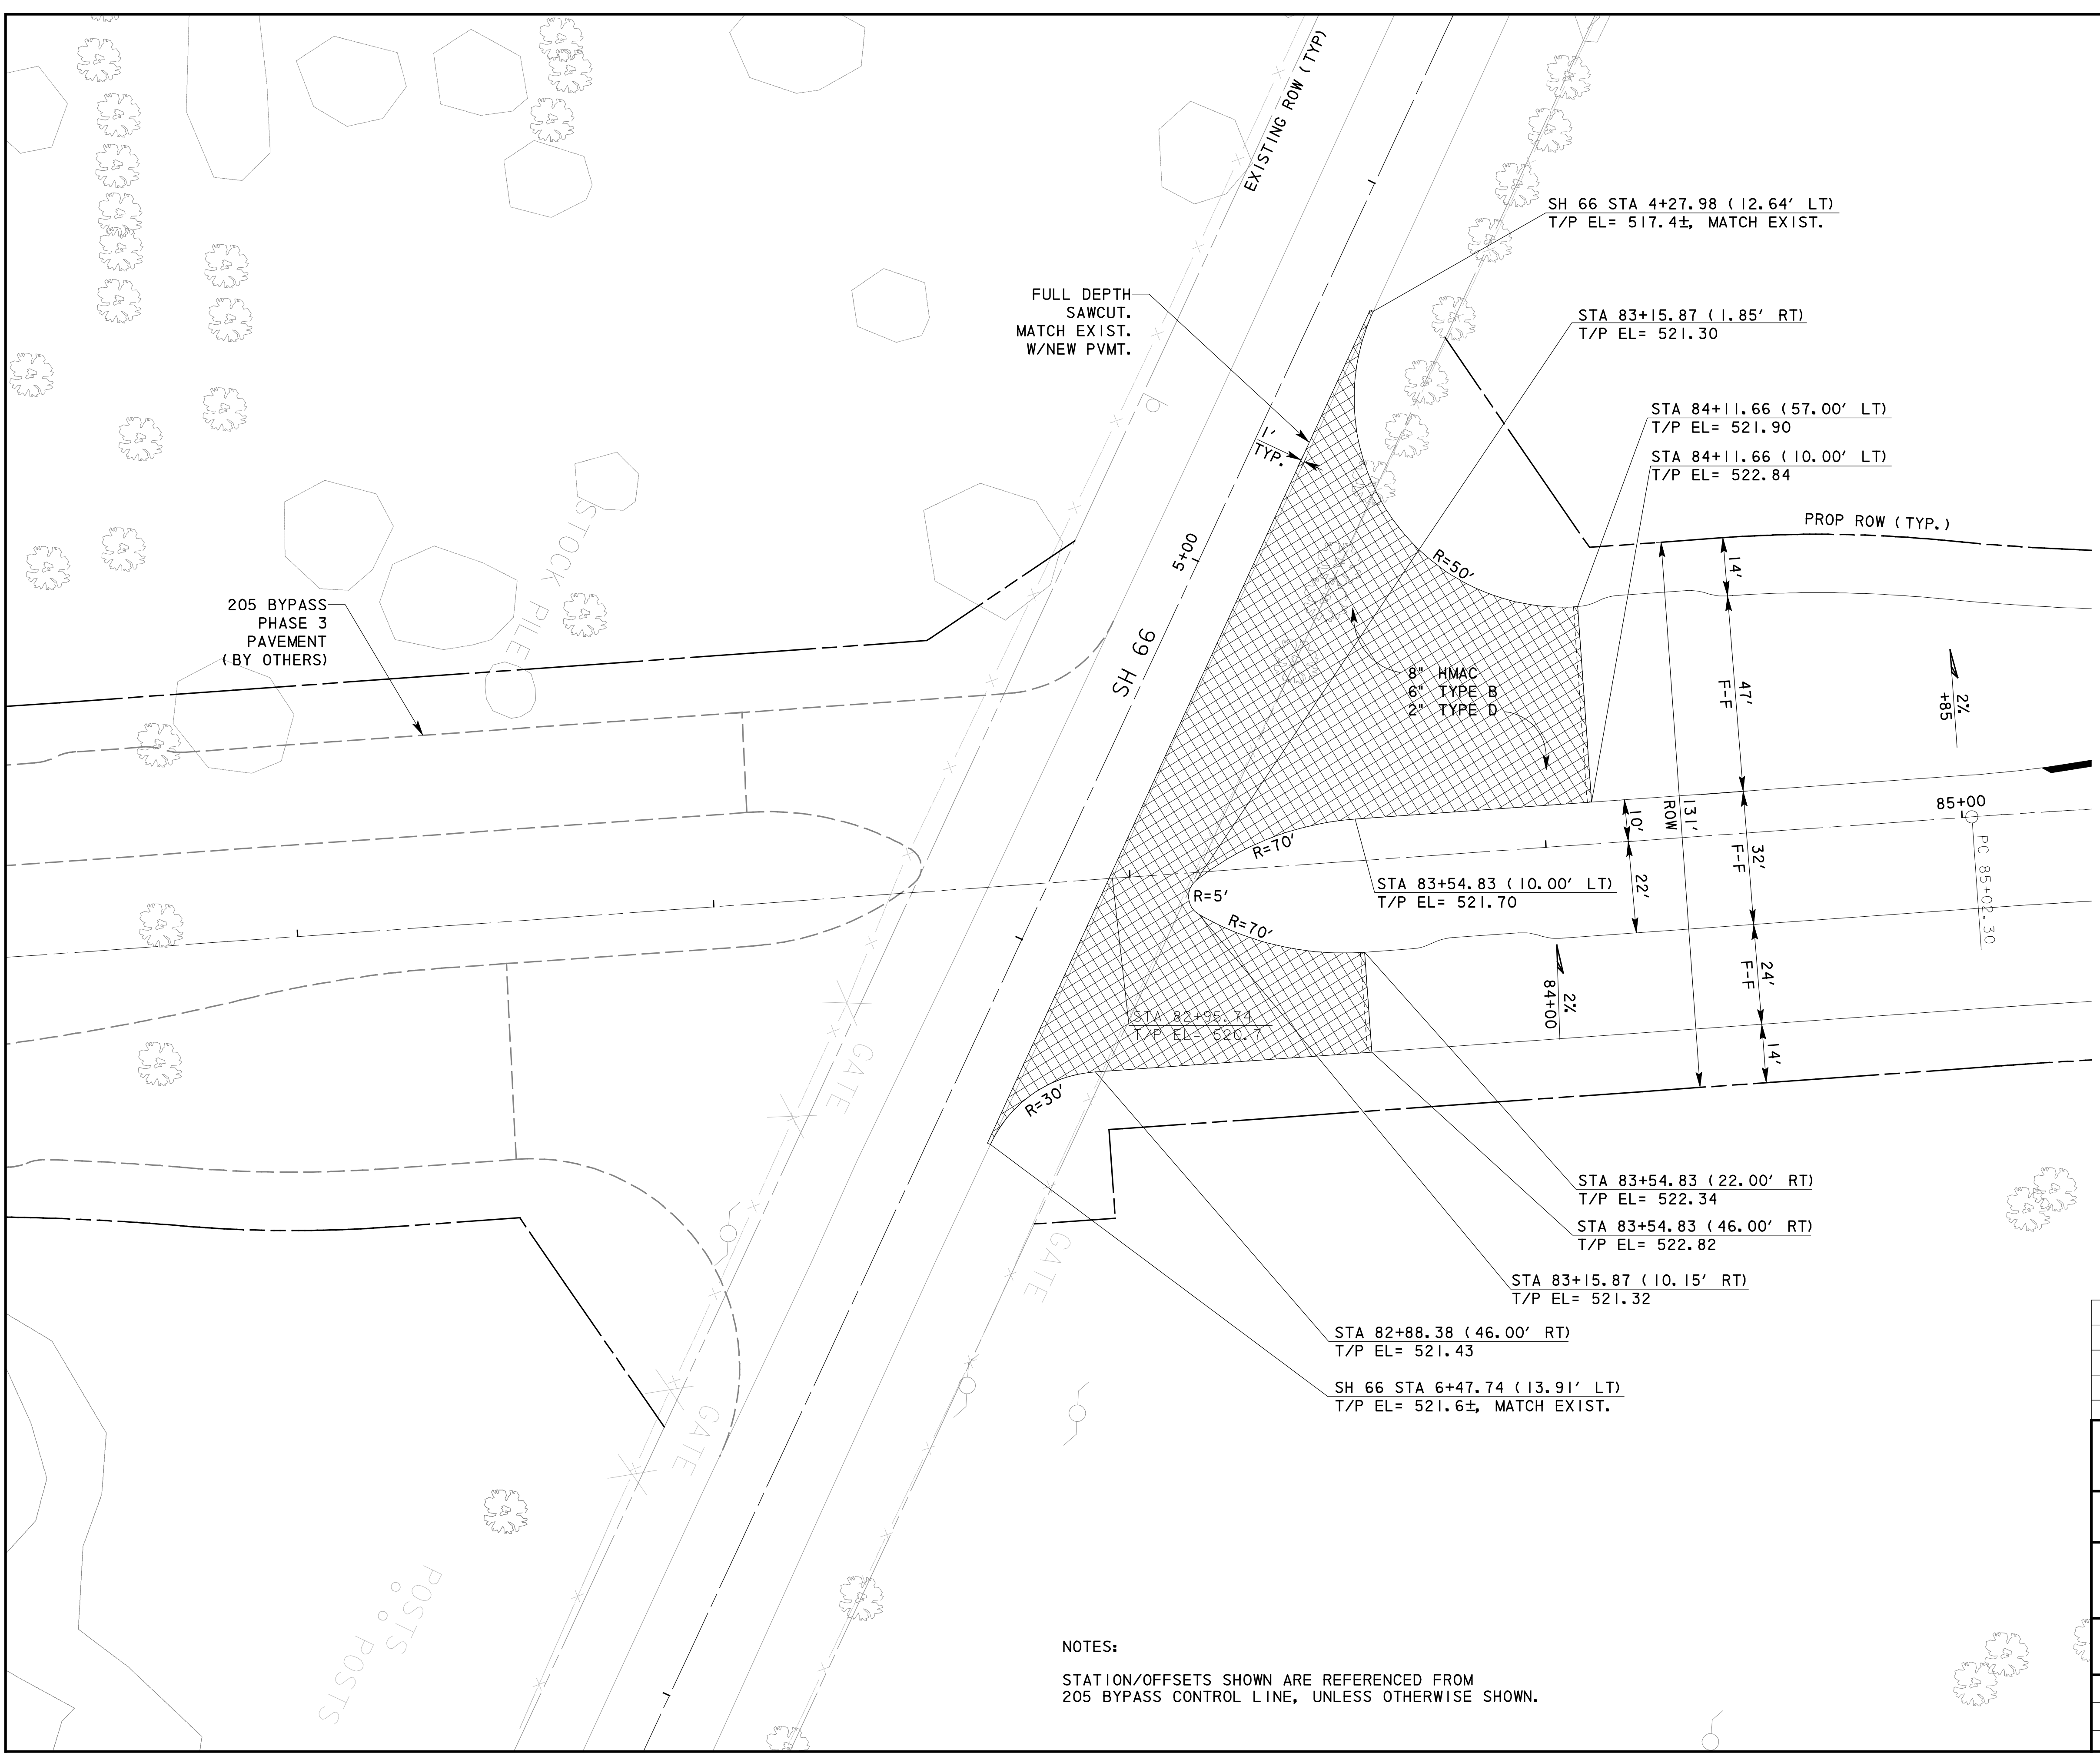 EXISTING ROW (TYP)
SH 66 STA 4+27.98 (12.64' LT)
T/P EL= 517.4±, MATCH EXIST.
FULL DEPTH
SAWCUT.
MATCH EXIST.
W/NEW PVMT.
STA 83+15.87 (1.85' RT)
T/P EL= 521.30
1'
TYP.
STA 84+11.66 (57.00' LT)
T/P EL= 521.90
STA 84+11.66 (10.00' LT)
T/P EL= 522.84
PROP ROW (TYP.)
STOCK PILE
5+00
R=50'
14'
205 BYPASS
PHASE 3
PAVEMENT
(BY OTHERS)
SH 66
8" HMAC
6" TYPE B
2" TYPE D
47'
F-F
2%
+85
10'
131'
ROW
85+00
PC 85+02.30
R=70'
32'
F-F
22'
STA 83+54.83 (10.00' LT)
T/P EL= 521.70
R=5'
R=70'
24'
F-F
2%
84+00
STA 82+95.74
T/P EL= 520.7
14'
GATE
R=30'
STA 83+54.83 (22.00' RT)
T/P EL= 522.34
STA 83+54.83 (46.00' RT)
T/P EL= 522.82
GATE
STA 83+15.87 (10.15' RT)
T/P EL= 521.32
STA 82+88.38 (46.00' RT)
T/P EL= 521.43
SH 66 STA 6+47.74 (13.91' LT)
T/P EL= 521.6±, MATCH EXIST.
GATE
POSTS
POSTS
NOTES:
STATION/OFFSETS SHOWN ARE REFERENCED FROM
205 BYPASS CONTROL LINE, UNLESS OTHERWISE SHOWN.